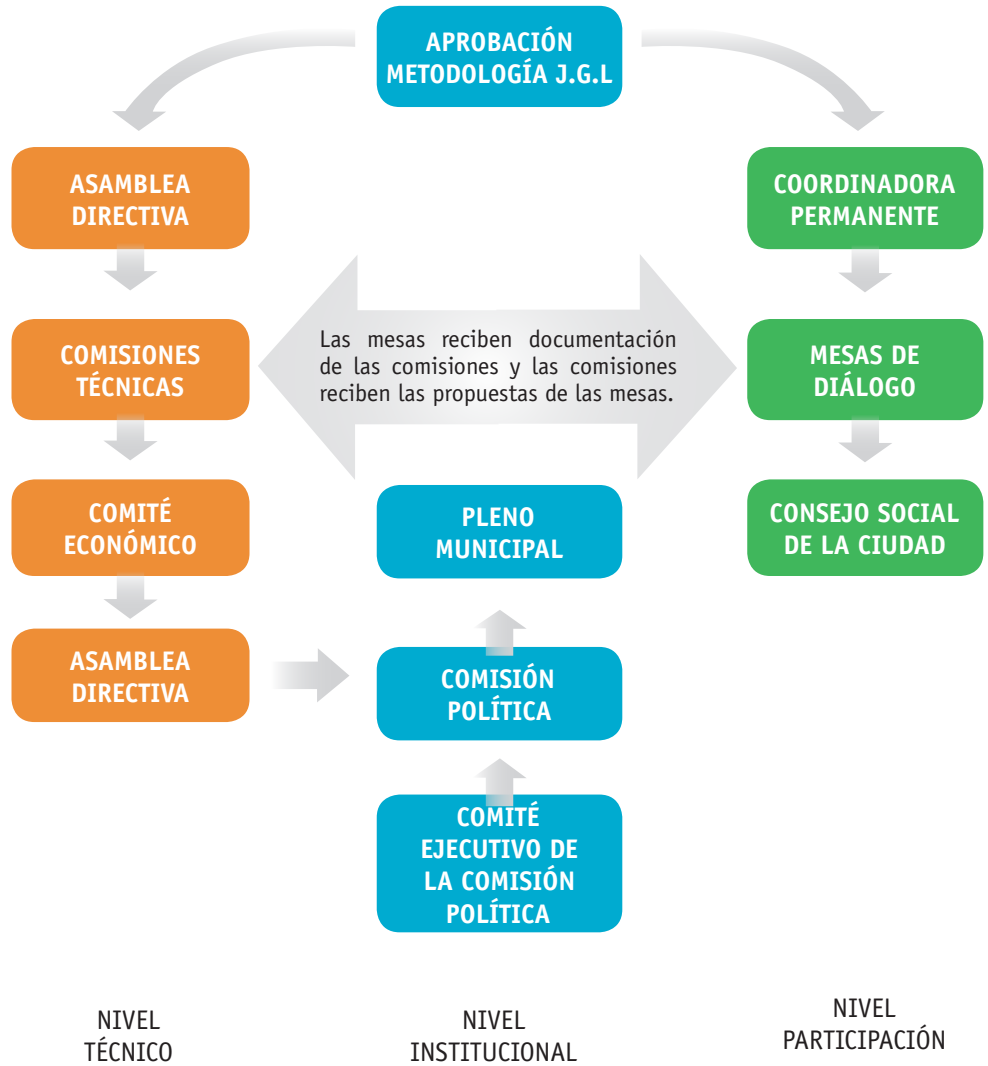 APROBACIÓN
METODOLOGÍA J.G.L
ASAMBLEA
DIRECTIVA
COORDINADORA
PERMANENTE
COMISIONES
TÉCNICAS
Las mesas reciben documentación
de las comisiones y las comisiones
reciben las propuestas de las mesas.
MESAS DE
DIÁLOGO
COMITÉ
ECONÓMICO
PLENO
MUNICIPAL
CONSEJO SOCIAL
DE LA CIUDAD
ASAMBLEA
DIRECTIVA
COMISIÓN
POLÍTICA
COMITÉ
EJECUTIVO DE
LA COMISIÓN
POLÍTICA
NIVEL
TÉCNICO
NIVEL
INSTITUCIONAL
NIVEL
PARTICIPACIÓN